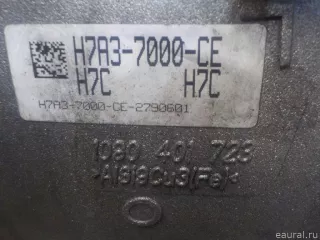 H7A3-7000-CE
H7C H7C
H7A3-7000-CE-2790601
1090 401 723
>AlSi9Cu3(Fe)<
eaural.ru